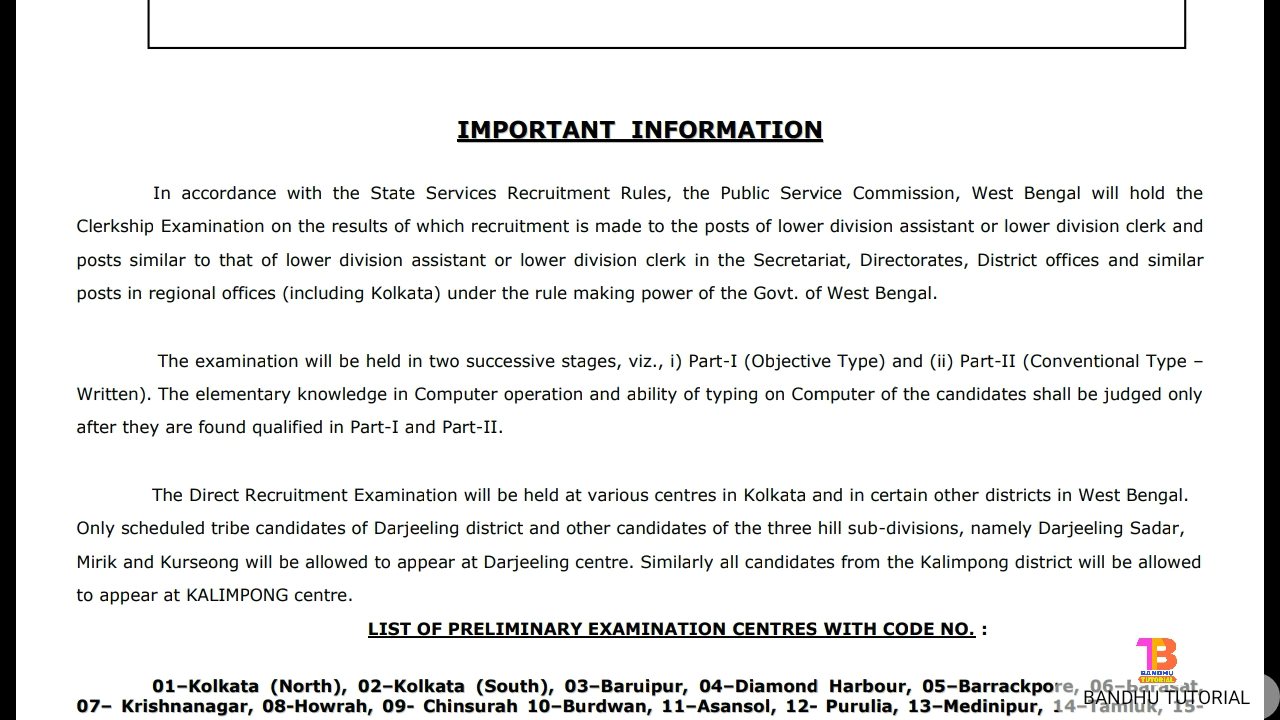 IMPORTANT INFORMATION
In accordance with the State Services Recruitment Rules, the Public Service Commission, West Bengal will hold the
Clerkship Examination on the results of which recruitment is made to the posts of lower division assistant or lower division clerk and
posts similar to that of lower division assistant or lower division clerk in the Secretariat, Directorates, District offices and similar
posts in regional offices (including Kolkata) under the rule making power of the Govt. of West Bengal.
The examination will be held in two successive stages, viz., i) Part-I (Objective Type) and (ii) Part-II (Conventional Type –
Written). The elementary knowledge in Computer operation and ability of typing on Computer of the candidates shall be judged only
after they are found qualified in Part-I and Part-II.
The Direct Recruitment Examination will be held at various centres in Kolkata and in certain other districts in West Bengal.
Only scheduled tribe candidates of Darjeeling district and other candidates of the three hill sub-divisions, namely Darjeeling Sadar,
Mirik and Kurseong will be allowed to appear at Darjeeling centre. Similarly all candidates from the Kalimpong district will be allowed
to appear at KALIMPONG centre.
LIST OF PRELIMINARY EXAMINATION CENTRES WITH CODE NO. :
01–Kolkata (North), 02–Kolkata (South), 03–Baruipur, 04–Diamond Harbour, 05–Barrackpore, 06–Barasat,
07– Krishnanagar, 08-Howrah, 09- Chinsurah 10–Burdwan, 11–Asansol, 12- Purulia, 13–Medinipur, 14–Tamluk, 15-
TB
BANDHU
TUTORIAL
BANDHU TUTORIAL